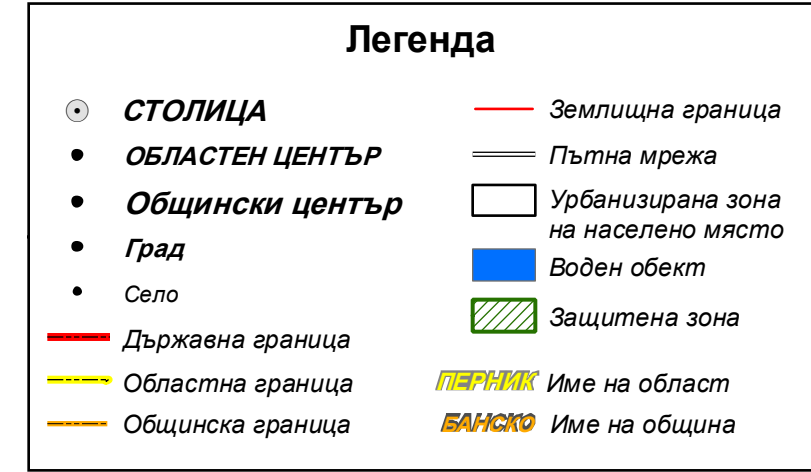 Легенда
СТОЛИЦА
ОБЛАСТЕН ЦЕНТЪР
Общински център
Град
Село
Държавна граница
Областна граница
Общинска граница
Землищна граница
Пътна мрежа
Урбанизирана зона
на населено място
Воден обект
Защитена зона
ПЕРНИК Име на област
БАНСКО Име на община